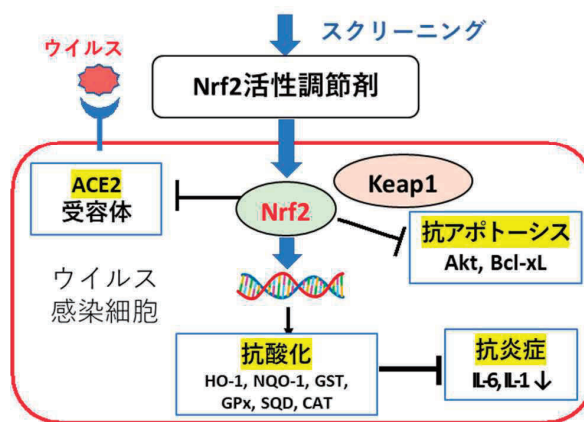 スクリーニング
ウイルス
Nrf2活性調節剤
ACE2
受容体
Keap1
Nrf2
抗アポトーシス
Akt, Bcl-xL
ウイルス
感染細胞
抗酸化
HO-1, NQO-1, GST,
GPx, SQD, CAT
抗炎症
IL-6, IL-1 ↓